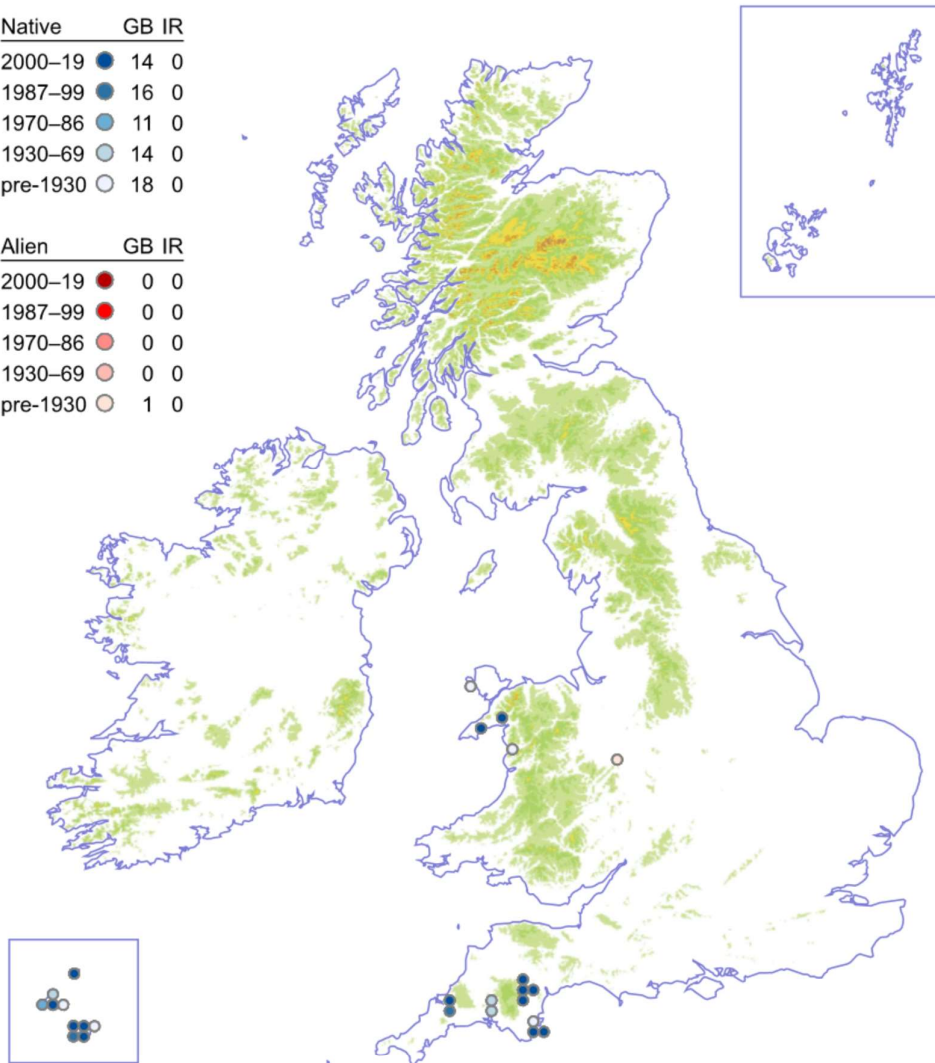 Native GB IR
2000–19 14 0
1987–99 16 0
1970–86 11 0
1930–69 14 0
pre-1930 18 0
Alien GB IR
2000–19 0 0
1987–99 0 0
1970–86 0 0
1930–69 0 0
pre-1930 1 0